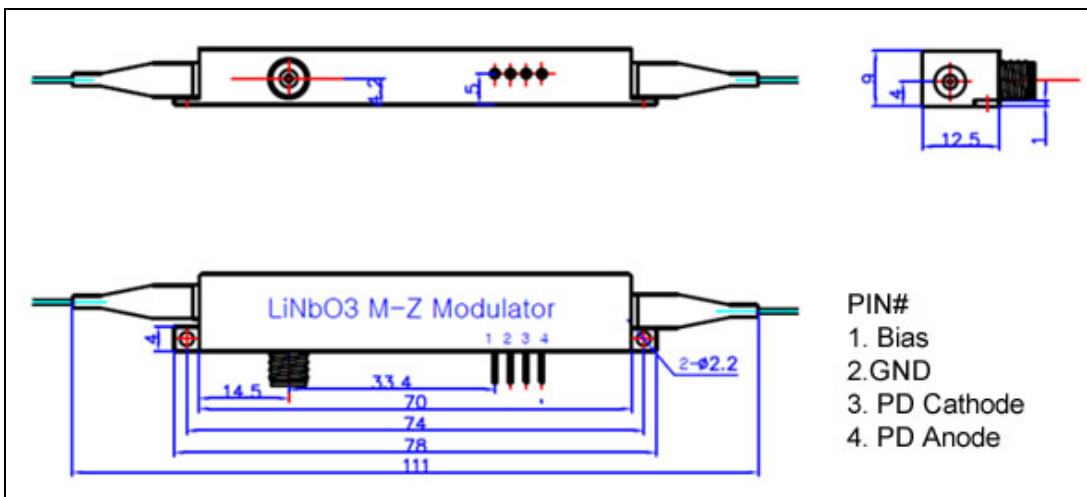 4.2
5
9
4
12.5
1
LiNbO3 M-Z Modulator
1 2 3 4
4
2-ø2.2
14.5
33.4
70
74
78
111
PIN#
1. Bias
2.GND
3. PD Cathode
4. PD Anode